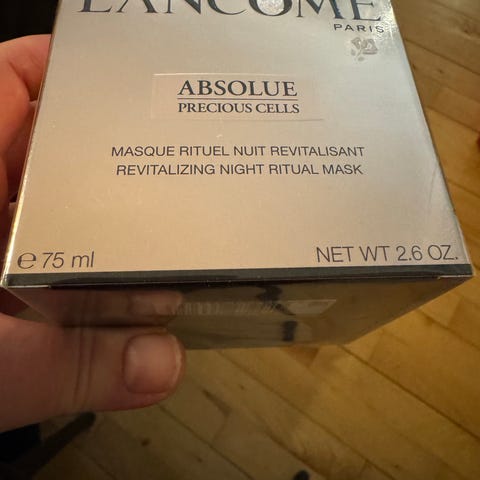 LANCÔME
PARIS
ABSOLUE
PRECIOUS CELLS
MASQUE RITUEL NUIT REVITALISANT
REVITALIZING NIGHT RITUAL MASK
℮ 75 ml
NET WT 2.6 OZ.